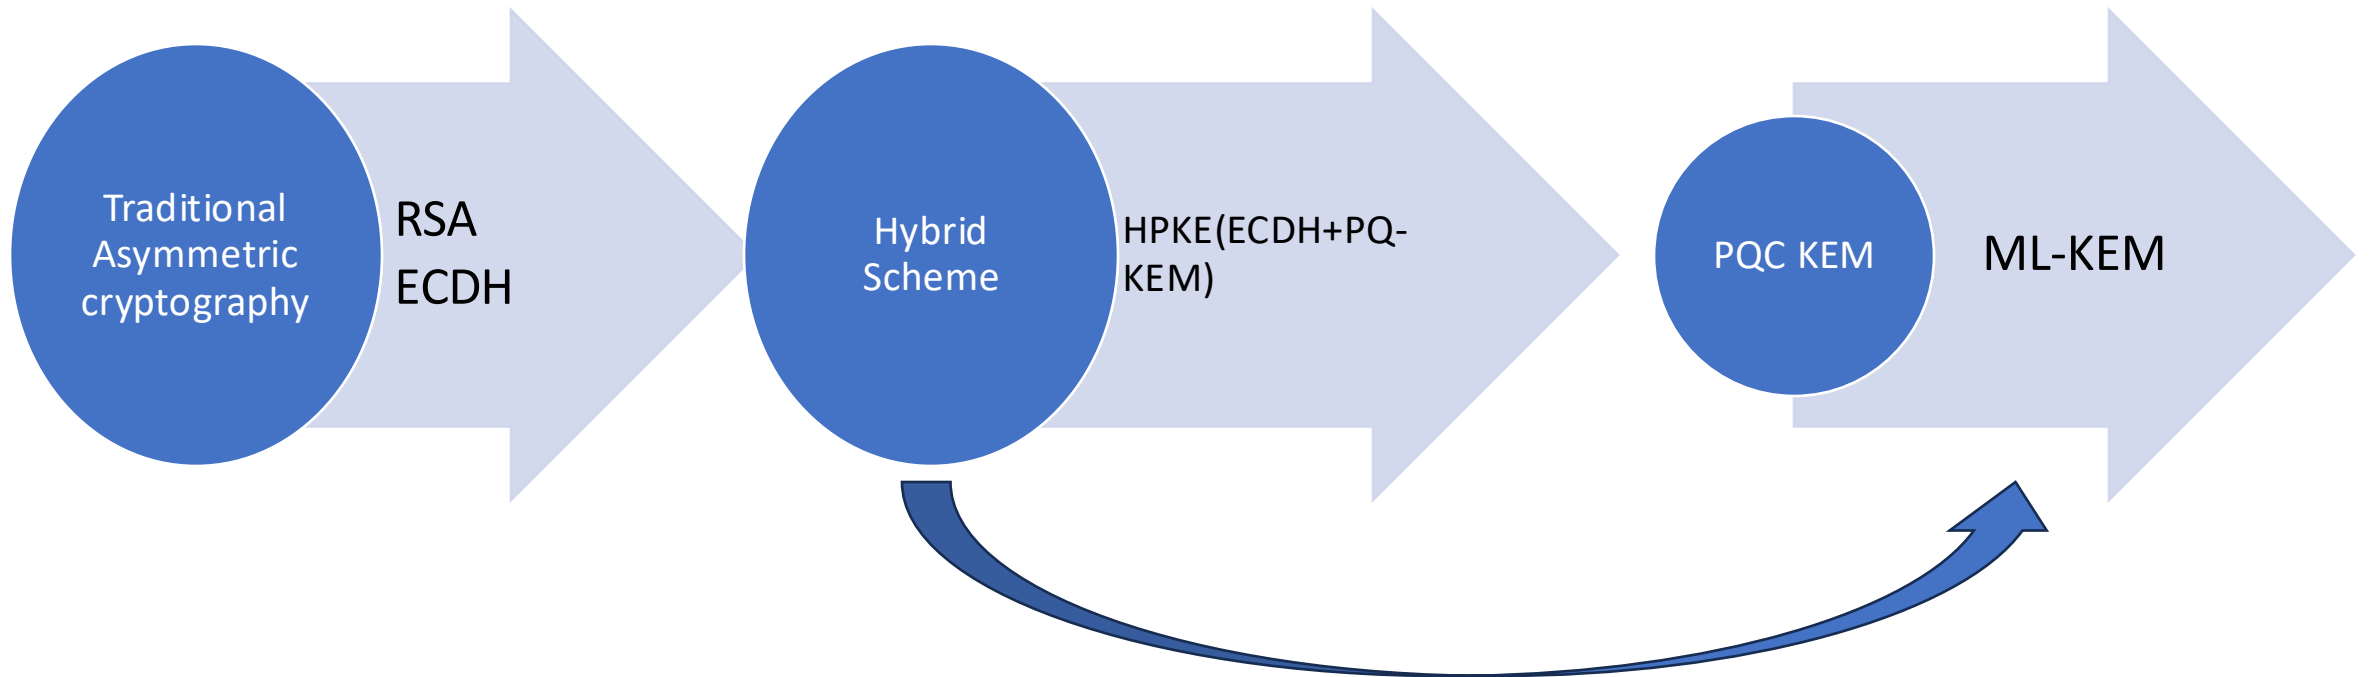 Traditional
Asymmetric
cryptography
RSA
ECDH
Hybrid
Scheme
HPKE(ECDH+PQ-
KEM)
PQC KEM
ML-KEM